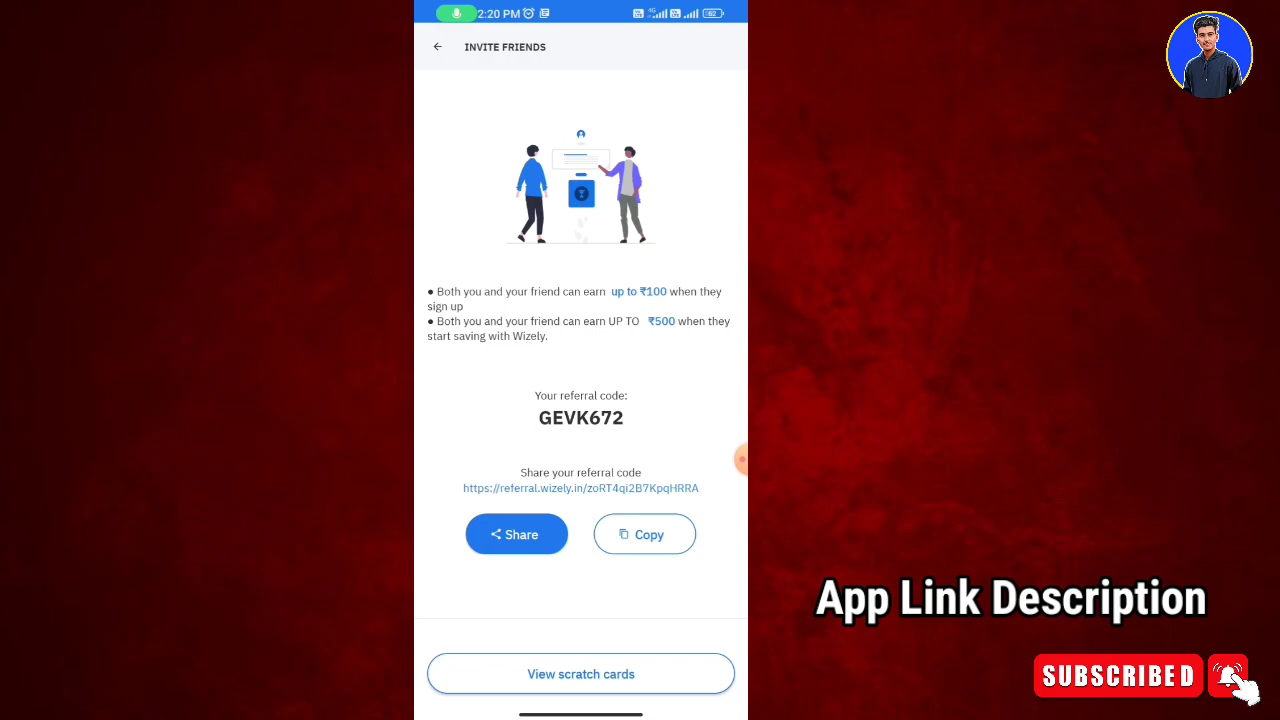 2:20 PM
4G
62
INVITE FRIENDS
● Both you and your friend can earn up to ₹100 when they
sign up
● Both you and your friend can earn UP TO ₹500 when they
start saving with Wizely.
Your referral code:
GEVK672
Share your referral code
https://referral.wizely.in/zoRT4qi2B7KpqHRRA
Share
Copy
View scratch cards
App Link Description
SUBSCRIBED